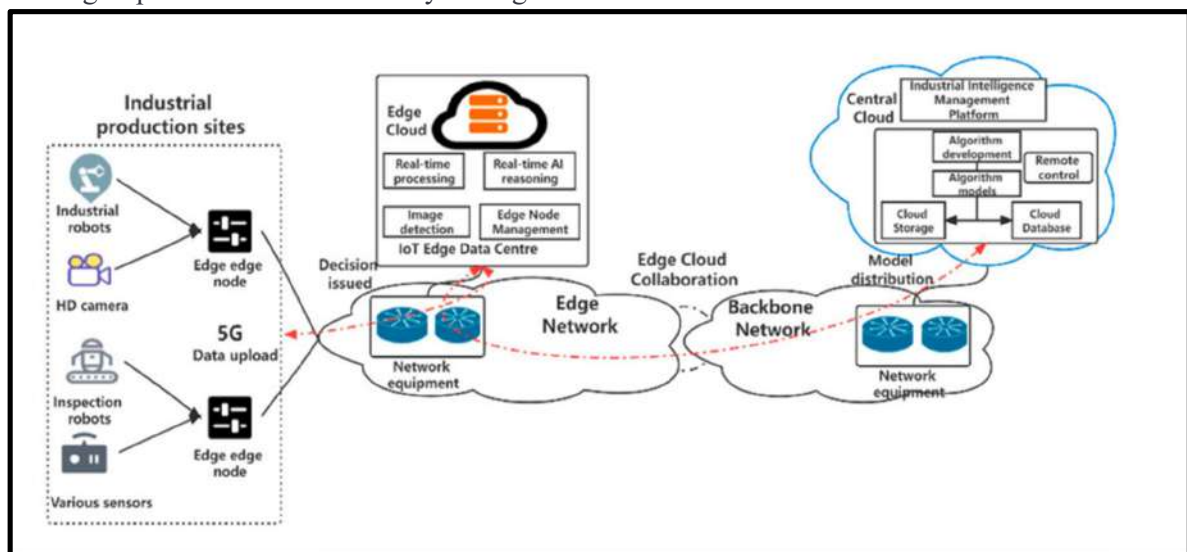 Industrial
production sites
Industrial
robots
HD camera
Inspection
robots
Various sensors
Edge edge
node
5G
Data upload
Edge edge
node
Edge
Cloud
Real-time
processing
Real-time AI
reasoning
Image
detection
Edge Node
Management
IoT Edge Data Centre
Decision
issued
Edge
Network
Network
equipment
Edge Cloud
Collaboration
Backbone
Network
Model
distribution
Network
equipment
Central
Cloud
Industrial Intelligence
Management
Platform
Algorithm
development
Remote
control
Algorithm
models
Cloud
Storage
Cloud
Database